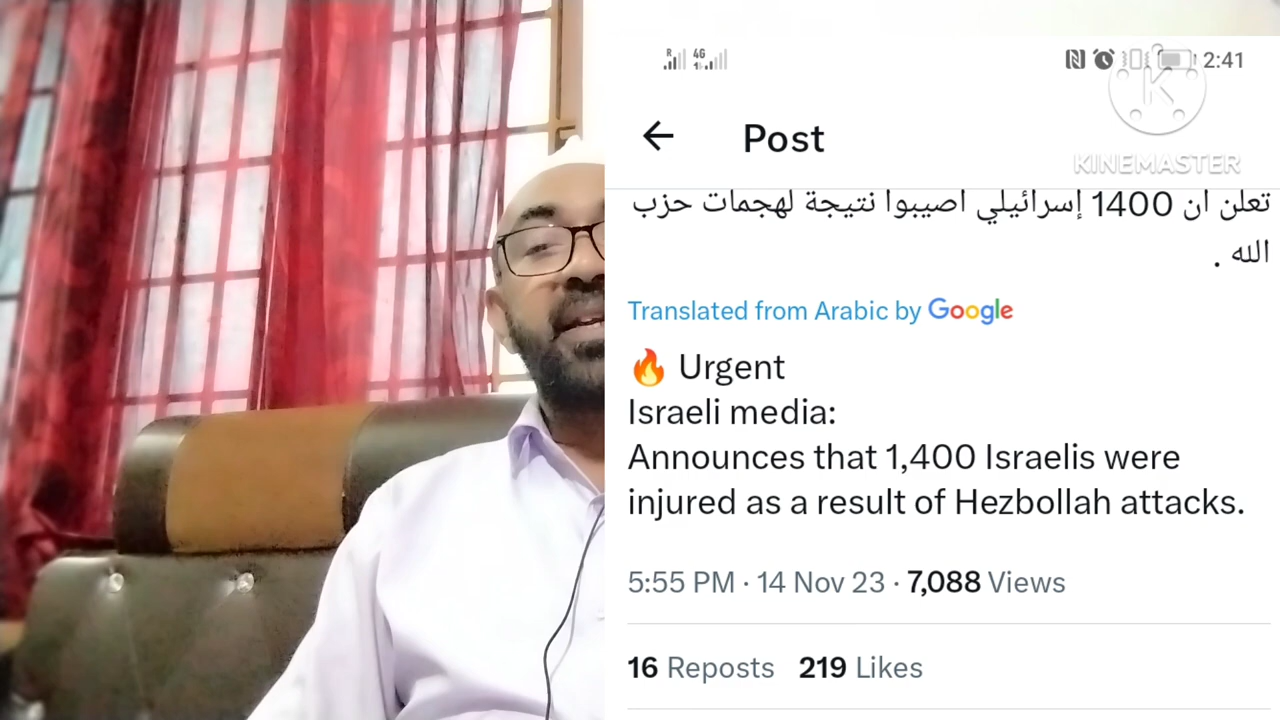 R 4G
2:41
K
KINEMASTER
Post
تعلن ان 1400 إسرائيلي اصيبوا نتيجة لهجمات حزب
الله .
Translated from Arabic by Google
🔥 Urgent
Israeli media:
Announces that 1,400 Israelis were
injured as a result of Hezbollah attacks.
5:55 PM · 14 Nov 23 · 7,088 Views
16 Reposts 219 Likes